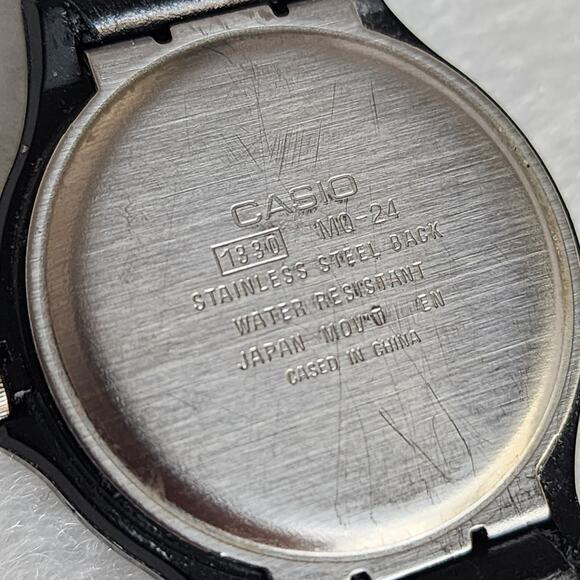 CASIO
1330 MQ-24
STAINLESS STEEL BACK
WATER RESISTANT
JAPAN MOV'T EN
CASED IN CHINA